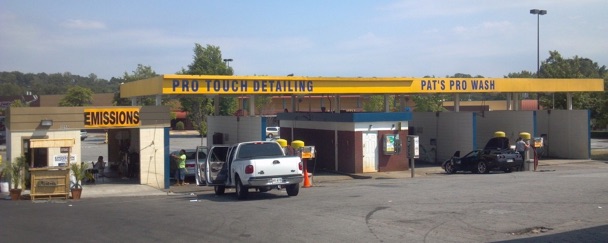 PRO TOUCH DETAILING
PAT'S PRO WASH
EMISSIONS